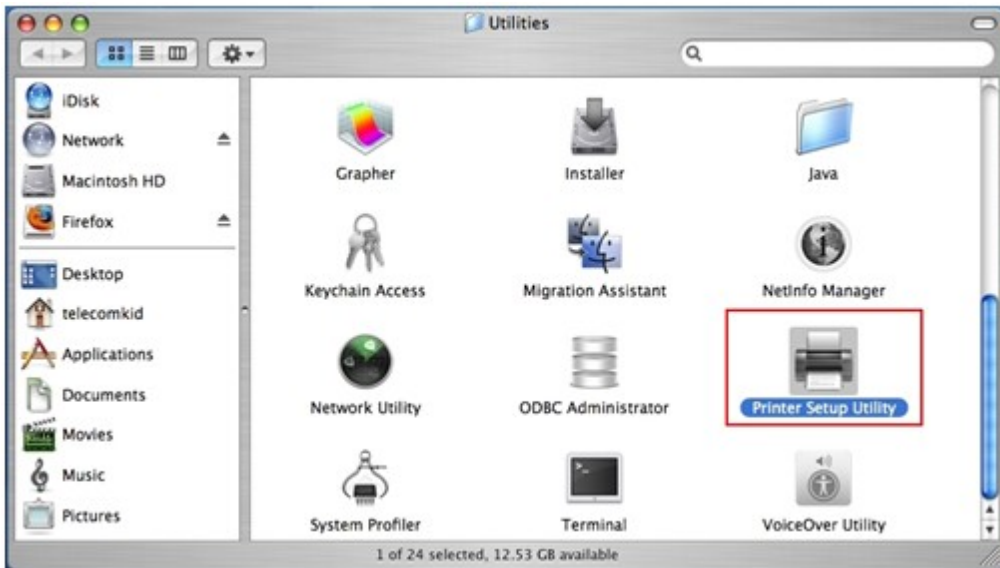 Utilities
iDisk
Network
Macintosh HD
Firefox
Desktop
telecomkid
Applications
Documents
Movies
Music
Pictures
Grapher
Installer
Java
Keychain Access
Migration Assistant
NetInfo Manager
Network Utility
ODBC Administrator
Printer Setup Utility
System Profiler
Terminal
VoiceOver Utility
1 of 24 selected, 12.53 GB available